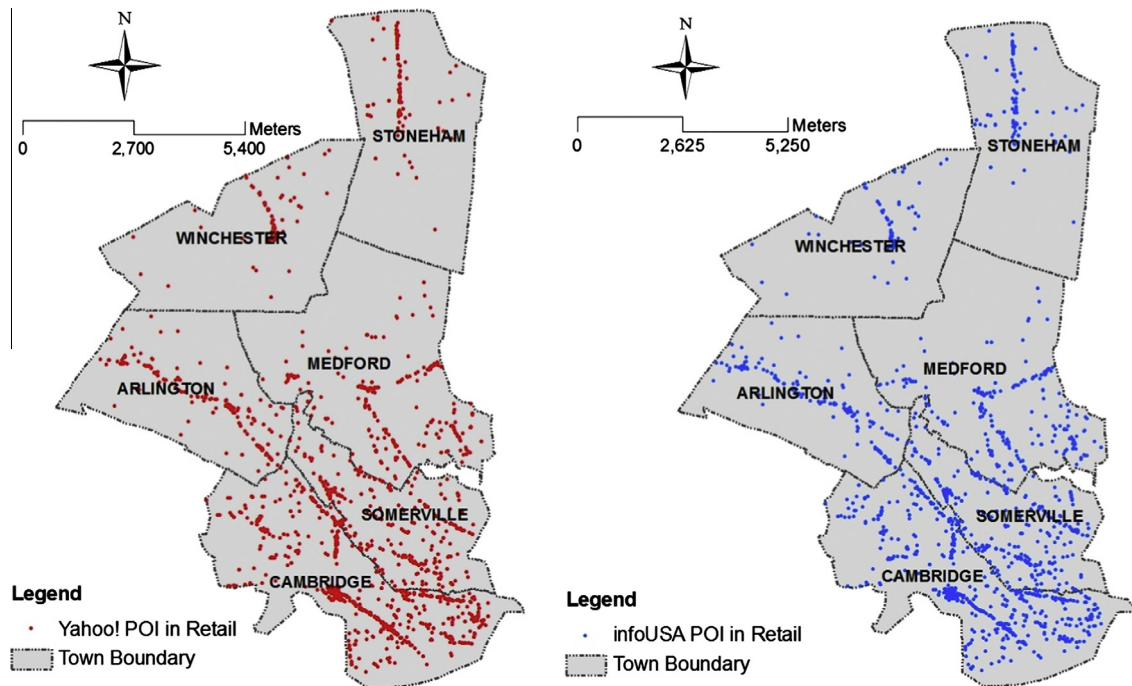 N
Meters
0 2,700 5,400
STONEHAM
WINCHESTER
MEDFORD
ARLINGTON
SOMERVILLE
CAMBRIDGE
Legend
Yahoo! POI in Retail
Town Boundary
N
Meters
0 2,625 5,250
STONEHAM
WINCHESTER
MEDFORD
ARLINGTON
SOMERVILLE
CAMBRIDGE
Legend
infoUSA POI in Retail
Town Boundary